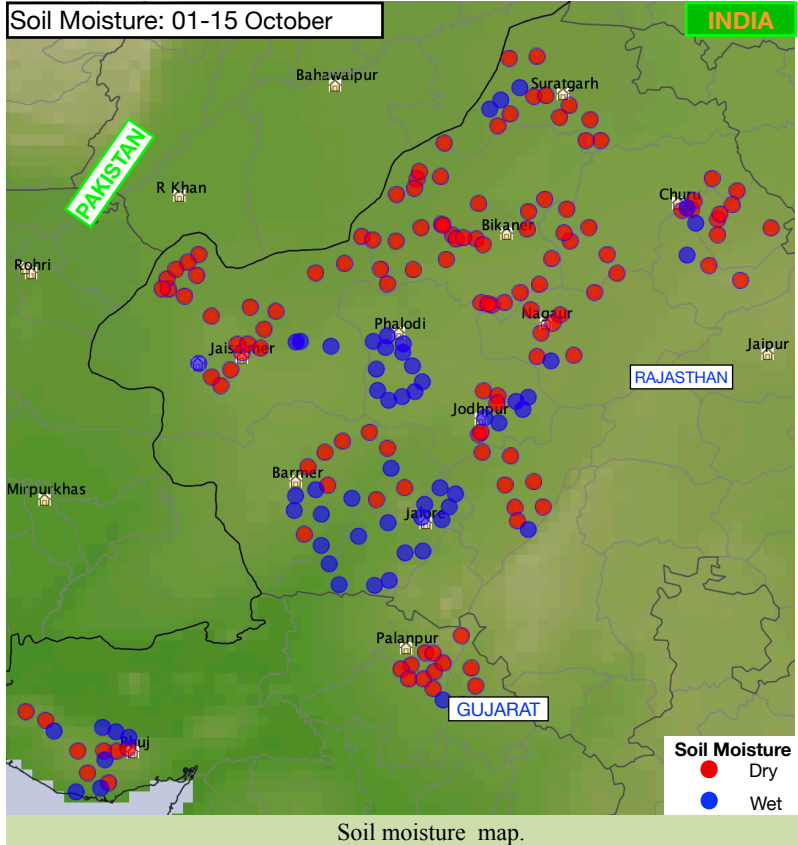 Soil Moisture: 01-15 October
INDIA
Bahawalpur
Suratgarh
PAKISTAN
R Khan
Churu
Bikaner
Rohri
Phalodi
Nagaur
Jaisalmer
Jaipur
RAJASTHAN
Jodhpur
Barmer
Mirpurkhas
Jalore
Palanpur
GUJARAT
Bhuj
Soil Moisture
Dry
Wet
Soil moisture map.